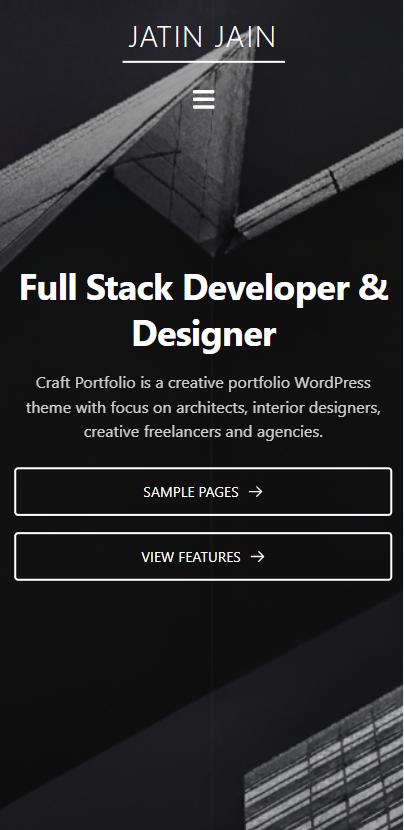 JATIN JAIN
Full Stack Developer &
Designer
Craft Portfolio is a creative portfolio WordPress
theme with focus on architects, interior designers,
creative freelancers and agencies.
SAMPLE PAGES →
VIEW FEATURES →